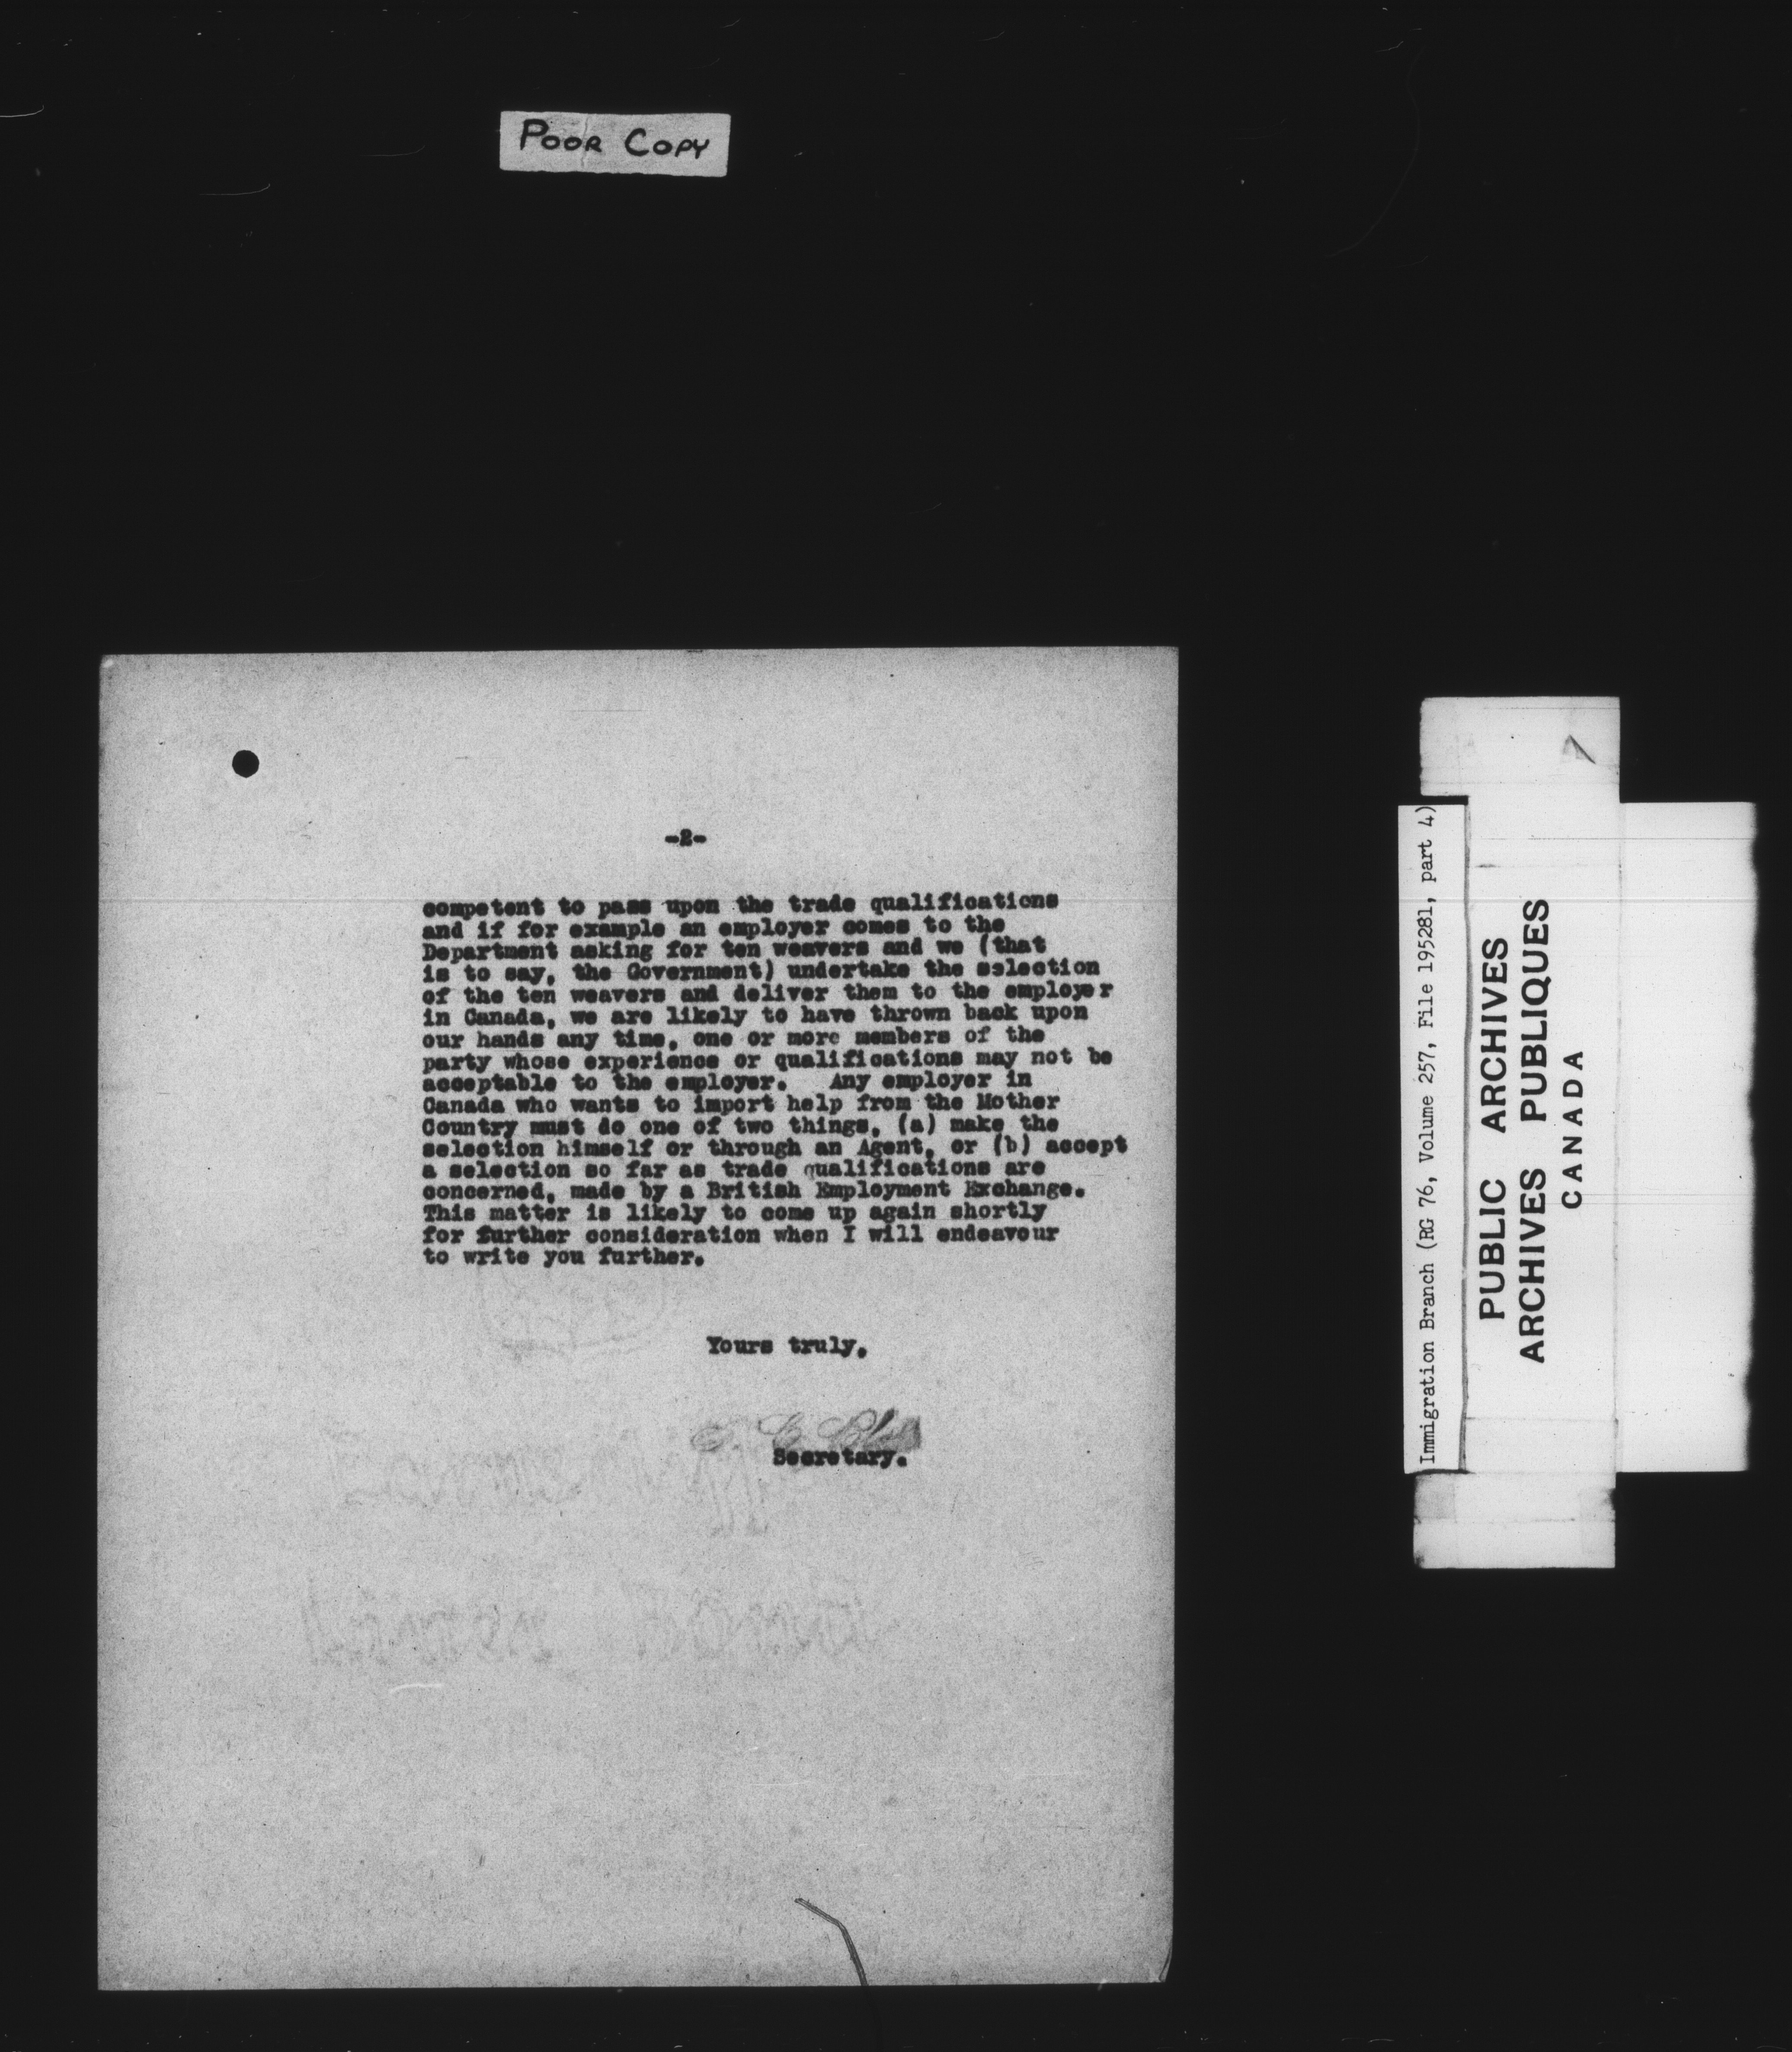 POOR COPY
-2-
competent to pass upon the trade qualifications
and if for example an employer comes to the
Department asking for ten weavers and we (that
is to say, the Government) undertake the selection
of the ten weavers and deliver them to the employer
in Canada, we are likely to have thrown back upon
our hands any time, one or more members of the
party whose experience or qualifications may not be
acceptable to the employer. Any employer in
Canada who wants to import help from the Mother
Country must do one of two things, (a) make the
selection himself or through an Agent, or (b) accept
a selection so far as trade qualifications are
concerned, made by a British Employment Exchange.
This matter is likely to come up again shortly
for further consideration when I will endeavour
to write you further.
Yours truly,
Secretary.
Immigration Branch (RG 76, Volume 257, File 195281, part 4)
PUBLIC ARCHIVES
ARCHIVES PUBLIQUES
CANADA